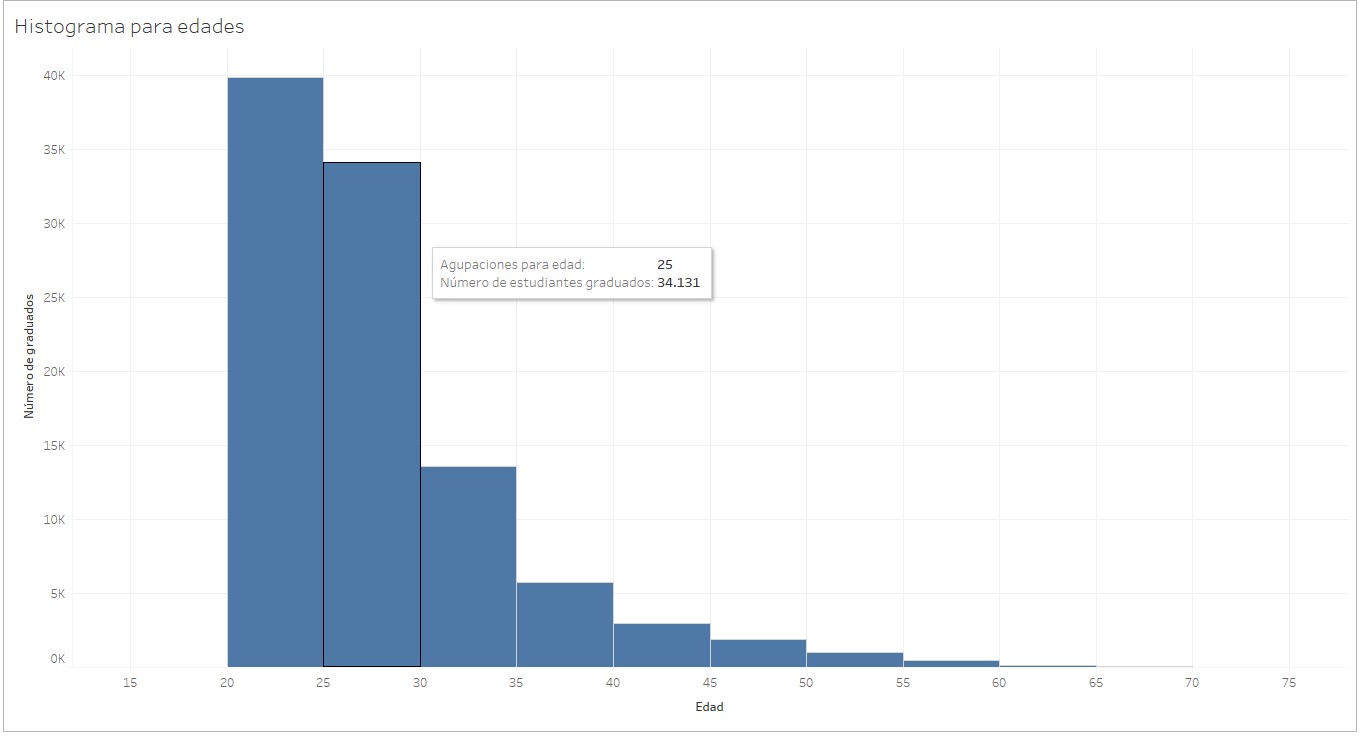 Histograma para edades
40K
35K
30K
25K
20K
15K
10K
5K
0K
Número de graduados
Agupaciones para edad: 25
Número de estudiantes graduados: 34.131
15 20 25 30 35 40 45 50 55 60 65 70 75
Edad